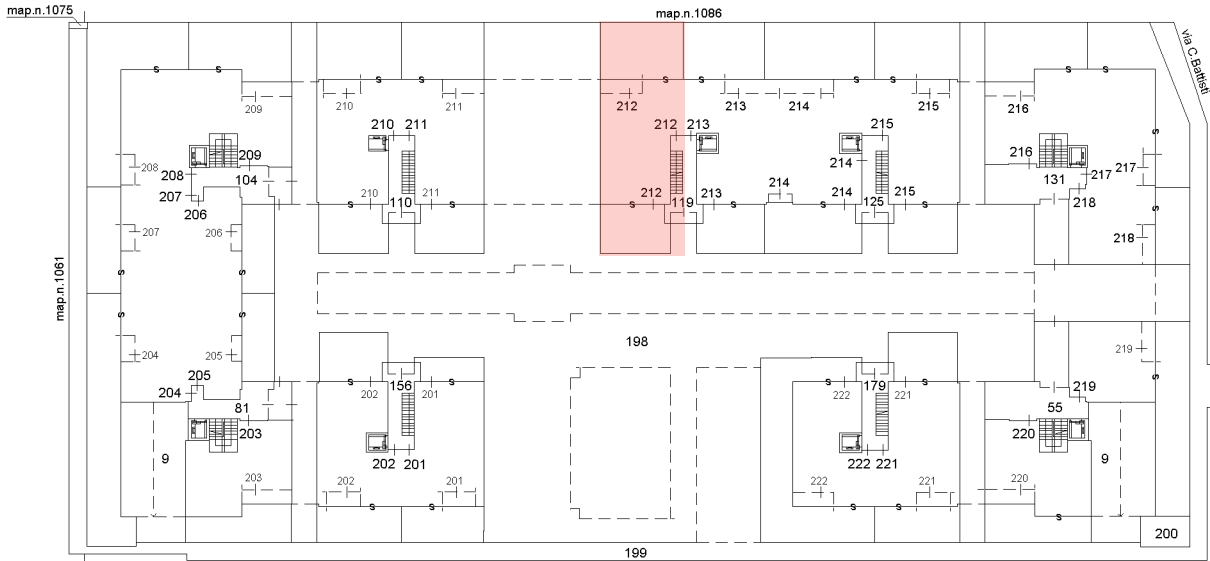 map.n.1075
map.n.1086
via C.Battisti
map.n.1061
S S S S S S S S S S
209 210 211 212 213 214 215 216
210 211 212 213 215
209 214 216
208 208 217 217
207 104 131
206 210 211 212 213 214 214 215 218
110 119 125
207 206 218
S S
S S
198
204 205 219
205 156 179
204 202 201 222 221 219
81 55
203 220
9 202 201 222 221 9
203 202 201 222 221 220
S S S S S
200
199